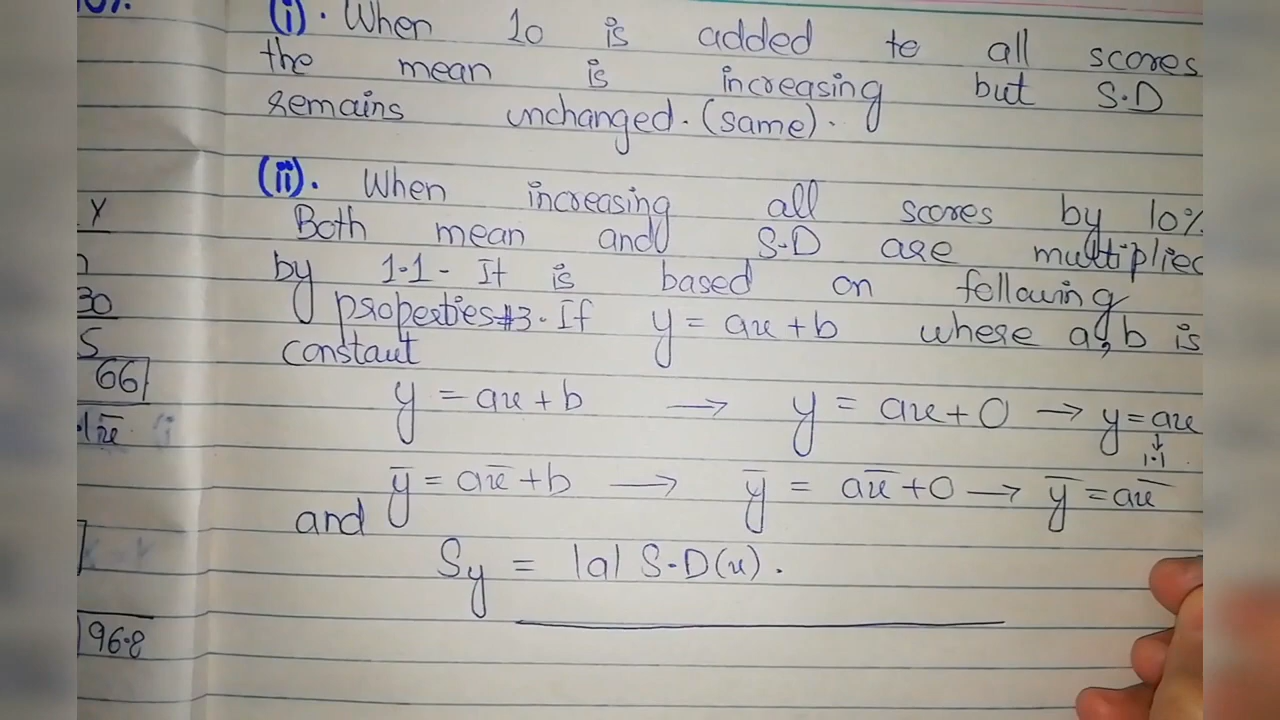 (i). When 10 is added to all scores
the mean is increasing but S.D
remains unchanged. (same).
(ii). When increasing all scores by 10%
Both mean and S.D are multiplied
by 1.1- It is based on following
properties#3. If y = ax + b where a,b is
constaut
y = ax + b → y = ax + 0 → y = ax
1.1
ȳ = ax̄ + b → ȳ = ax̄ + 0 → ȳ = ax̄
and
Sy = |a| S.D(x).
Y
30
5
66
96.8